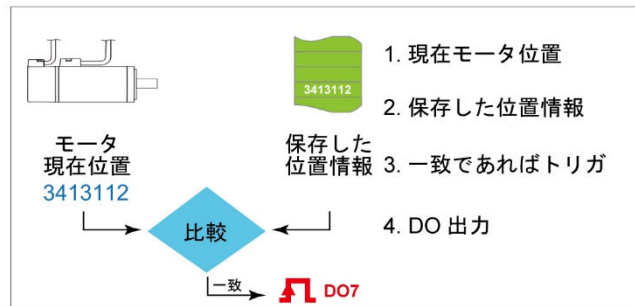 モータ
現在位置
3413112
3413112
保存した
位置情報
比較
一致
DO7
1. 現在モータ位置
2. 保存した位置情報
3. 一致であればトリガ
4. DO 出力